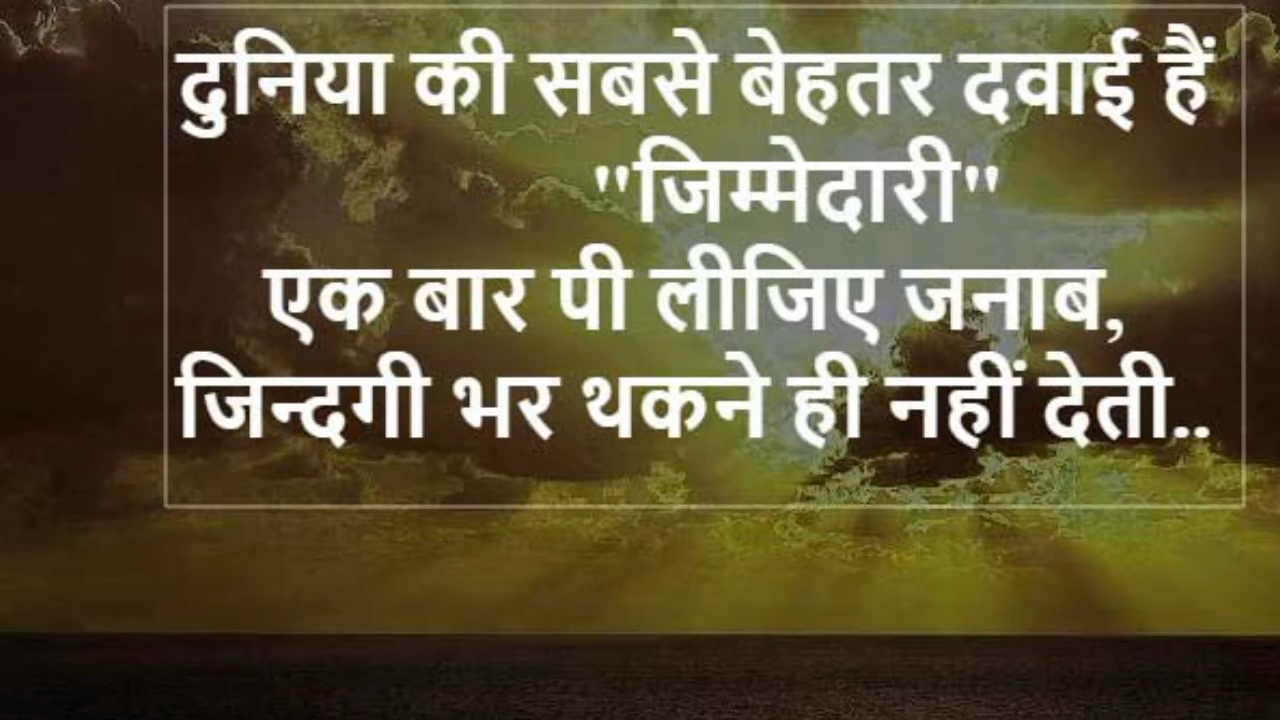 दुनिया की सबसे बेहतर दवाई हैं
"जिम्मेदारी"
एक बार पी लीजिए जनाब,
जिन्दगी भर थकने ही नहीं देती..